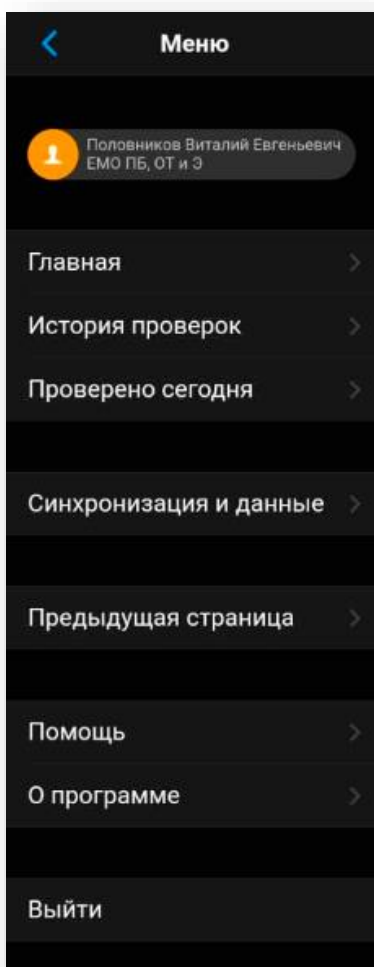 Меню
Половников Виталий Евгеньевич
ЕМО ПБ, ОТ и Э
Главная
История проверок
Проверено сегодня
Синхронизация и данные
Предыдущая страница
Помощь
О программе
Выйти